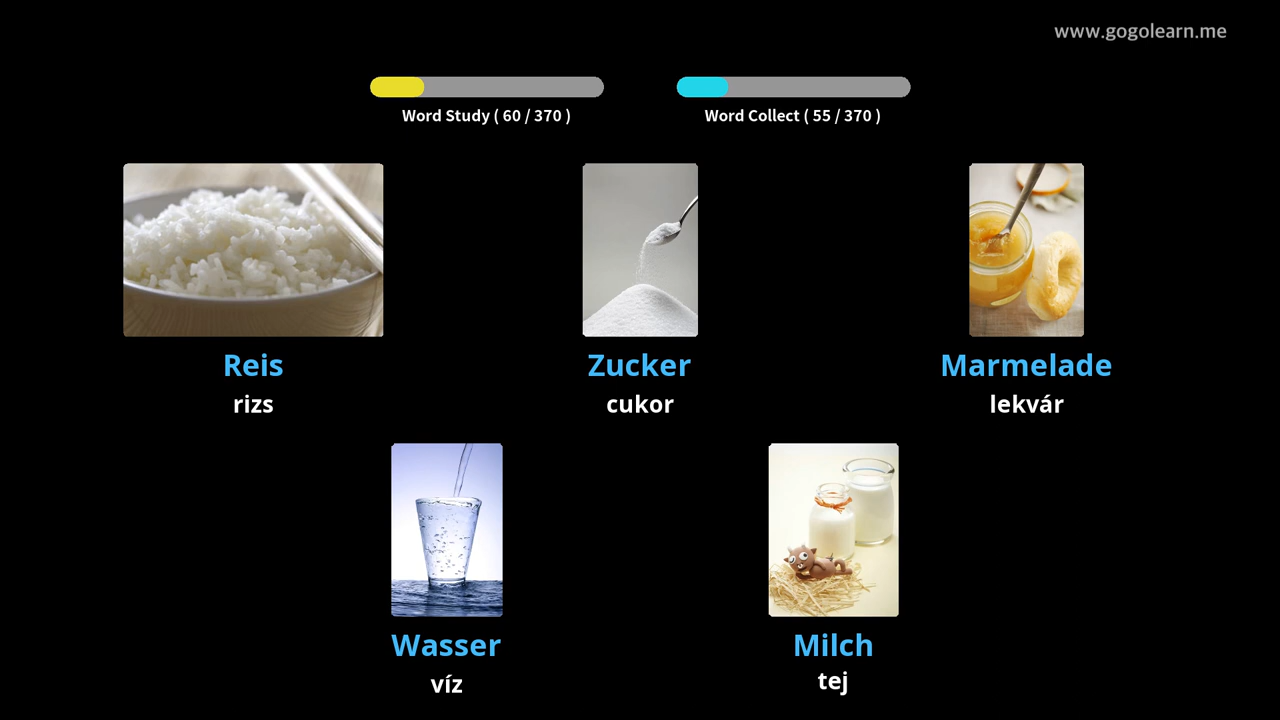 www.gogolearn.me
Word Study ( 60 / 370 )
Word Collect ( 55 / 370 )
Reis
rizs
Zucker
cukor
Marmelade
lekvár
Wasser
víz
Milch
tej